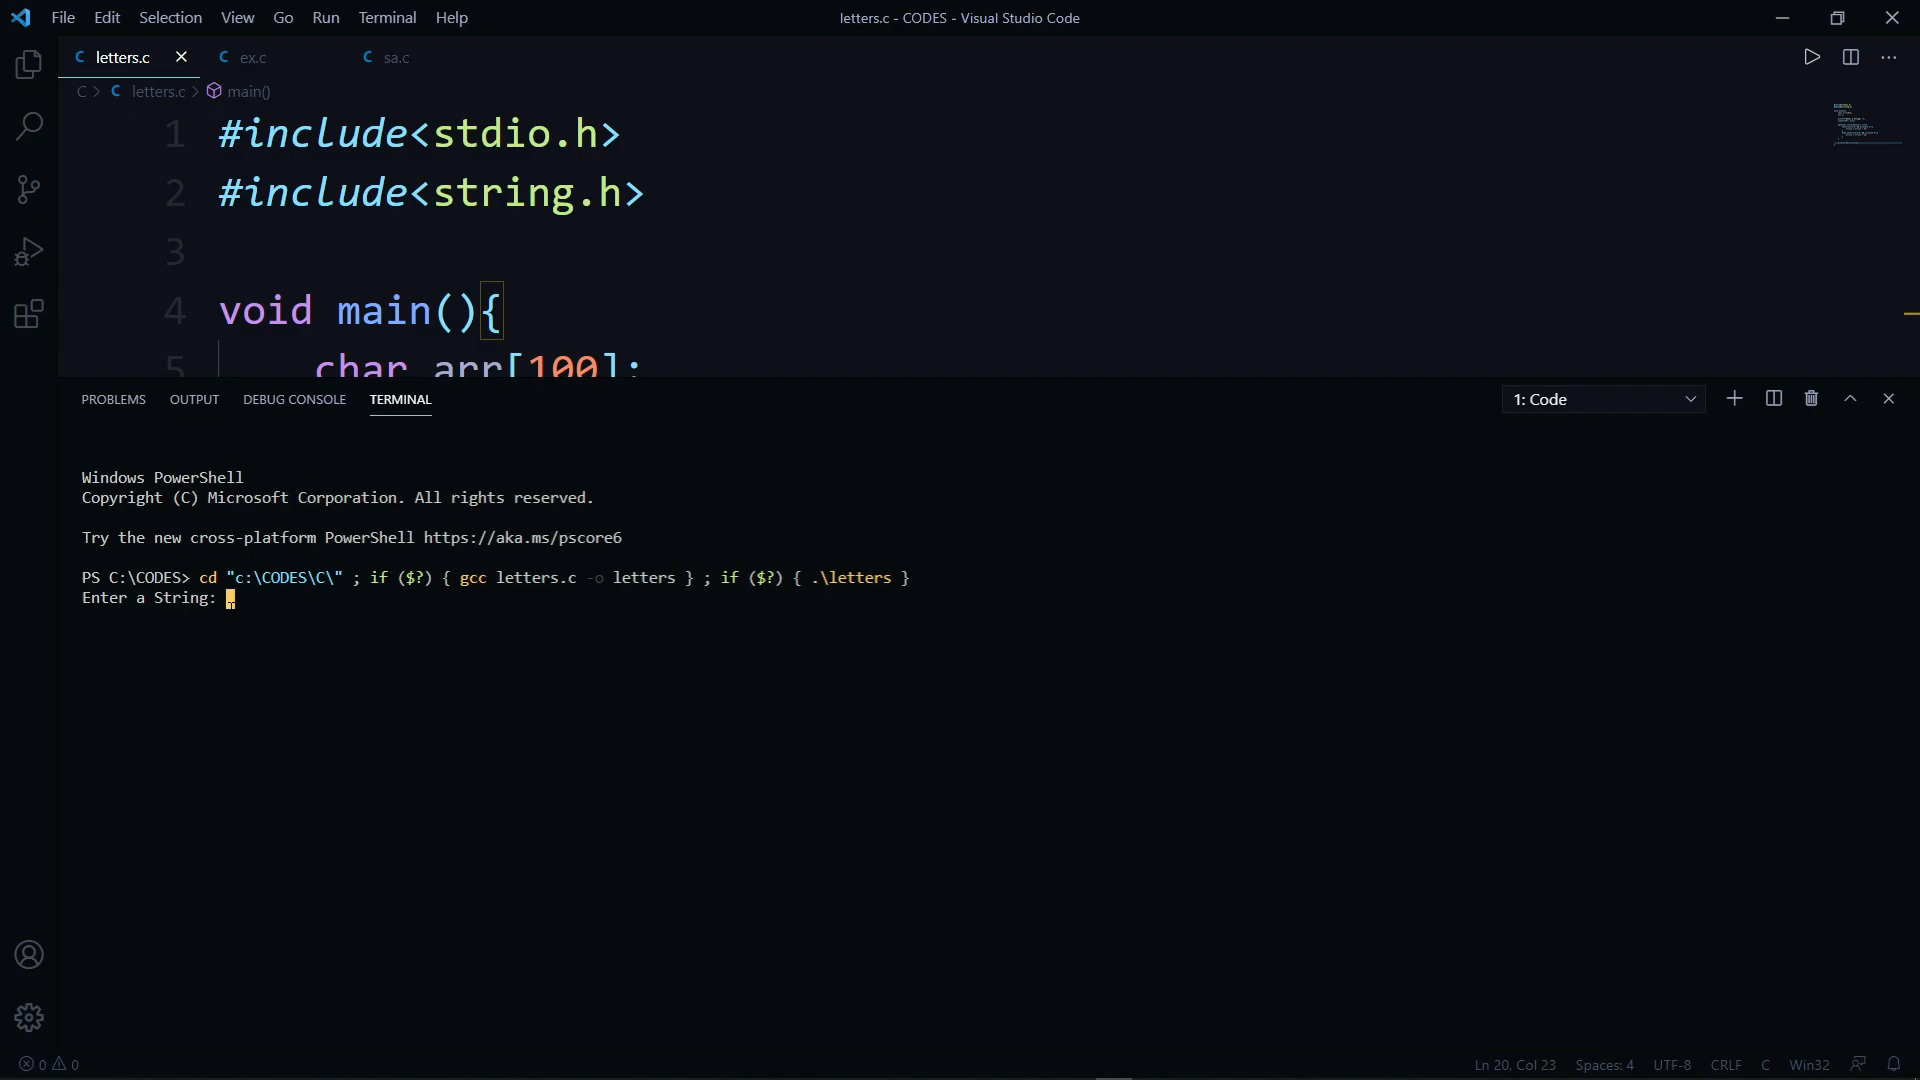 File Edit Selection View Go Run Terminal Help letters.c - CODES - Visual Studio Code
C letters.c C ex.c C sa.c
C > C letters.c > main()
1 #include<stdio.h>
2 #include<string.h>
3
4 void main(){
5 char arr[100];
PROBLEMS OUTPUT DEBUG CONSOLE TERMINAL 1: Code
Windows PowerShell
Copyright (C) Microsoft Corporation. All rights reserved.
Try the new cross-platform PowerShell https://aka.ms/pscore6
PS C:\CODES> cd "c:\CODES\C\" ; if ($?) { gcc letters.c -o letters } ; if ($?) { .\letters }
Enter a String:
0 0 Ln 20, Col 23 Spaces: 4 UTF-8 CRLF C Win32